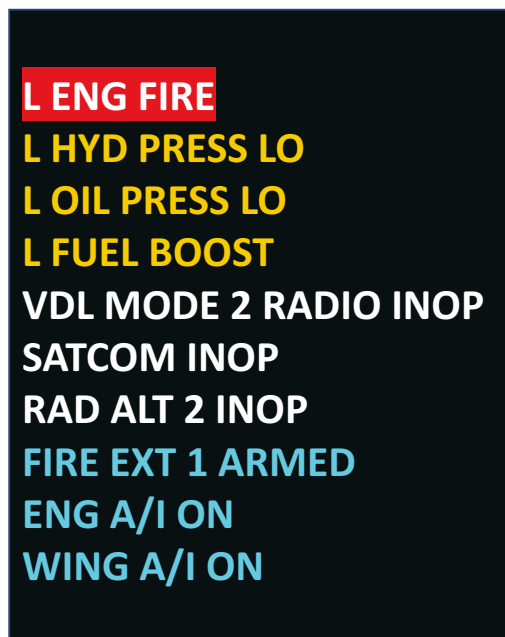 L ENG FIRE
L HYD PRESS LO
L OIL PRESS LO
L FUEL BOOST
VDL MODE 2 RADIO INOP
SATCOM INOP
RAD ALT 2 INOP
FIRE EXT 1 ARMED
ENG A/I ON
WING A/I ON